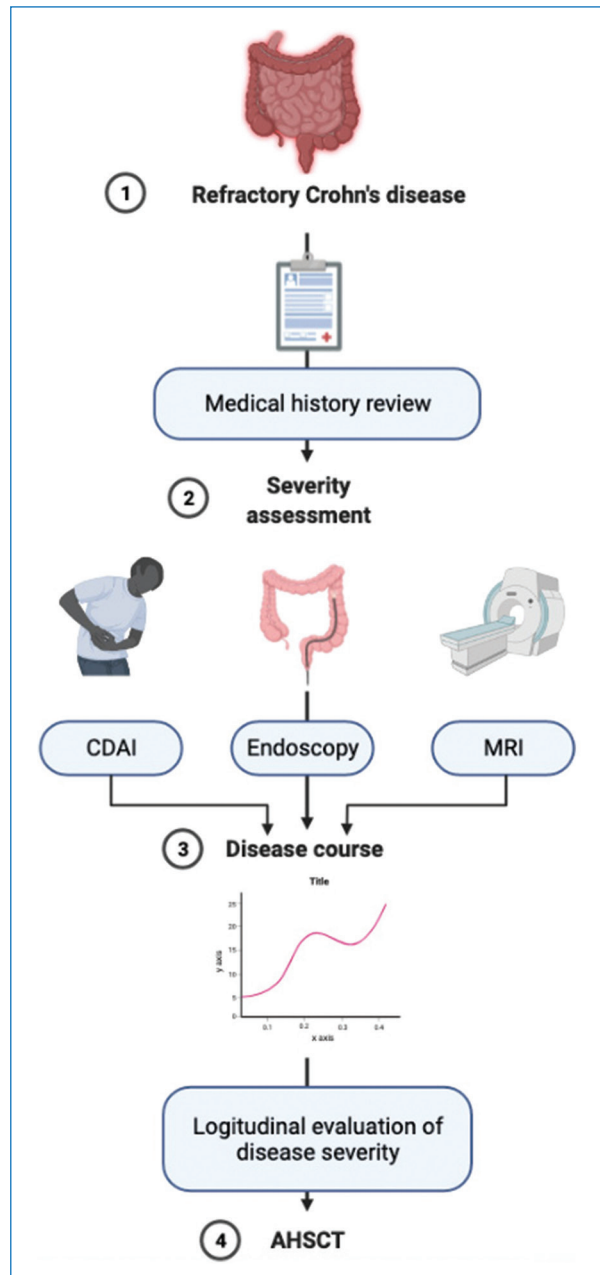 1 Refractory Crohn's disease
Medical history review
2 Severity
assessment
CDAI
Endoscopy
MRI
3 Disease course
Title
25
20
15
10
5
0
y axis
0.1
0.2
0.3
0.4
x axis
Logitudinal evaluation of
disease severity
4 AHSCT